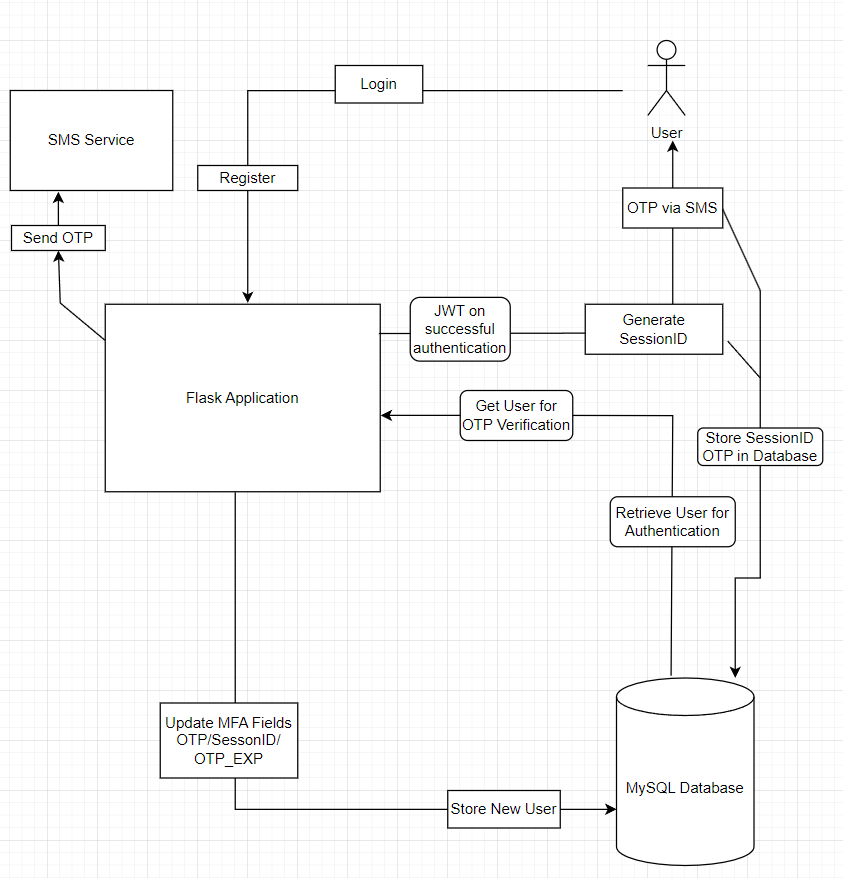 Login
SMS Service
User
Register
OTP via SMS
Send OTP
JWT on
successful
authentication
Generate
SessionID
Flask Application
Get User for
OTP Verification
Store SessionID
OTP in Database
Retrieve User for
Authentication
Update MFA Fields
OTP/SessonID/
OTP_EXP
MySQL Database
Store New User